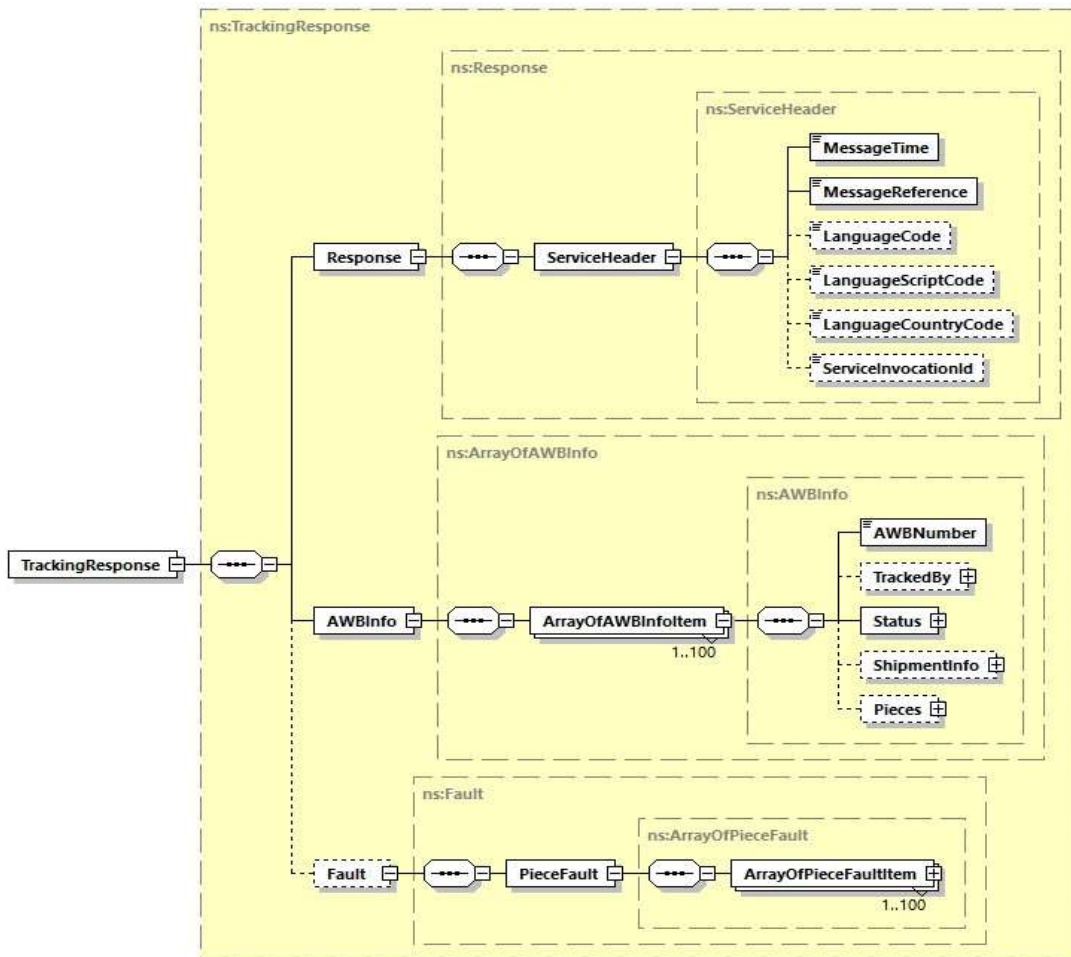 ns:TrackingResponse
ns:Response
ns:ServiceHeader
MessageTime
MessageReference
LanguageCode
Response
ServiceHeader
LanguageScriptCode
LanguageCountryCode
ServiceInvocationId
ns:ArrayOfAWBInfo
ns:AWBInfo
AWBNumber
TrackingResponse
TrackedBy
AWBInfo
ArrayOfAWBInfoItem
Status
1..100
ShipmentInfo
Pieces
ns:Fault
ns:ArrayOfPieceFault
Fault
PieceFault
ArrayOfPieceFaultItem
1..100